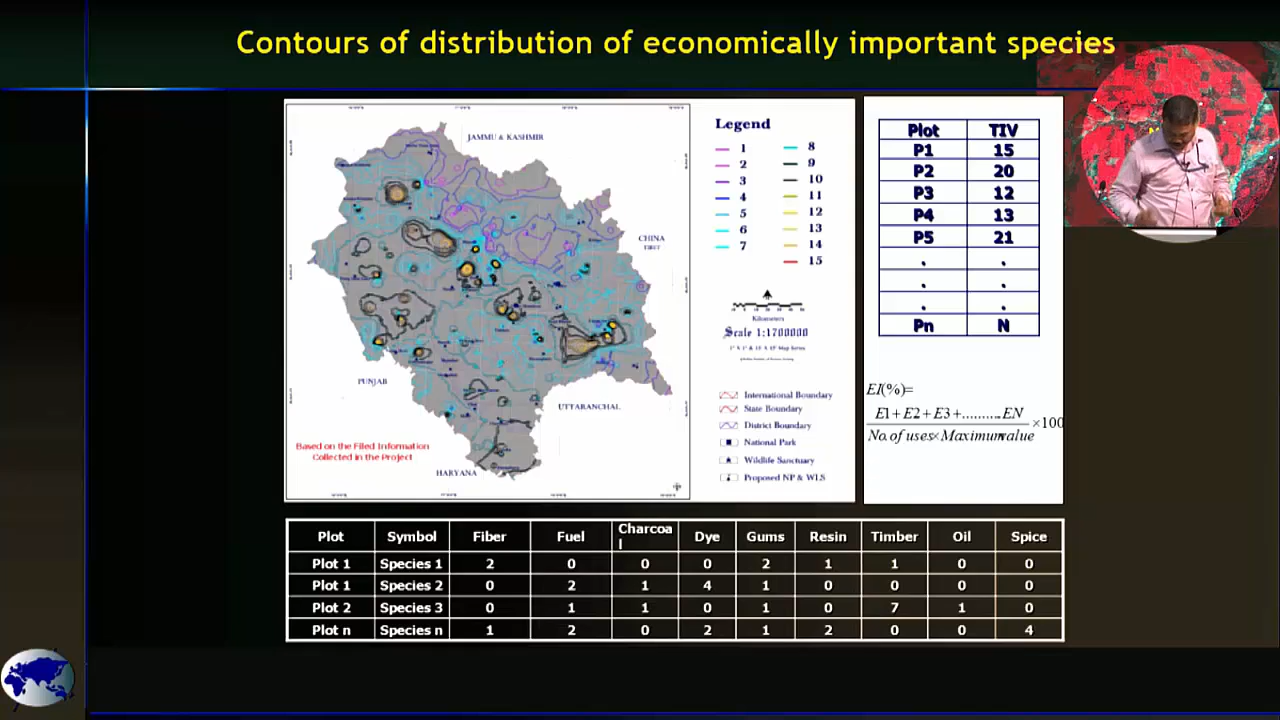 Contours of distribution of economically important species
JAMMU & KASHMIR
CHINA
TIBET
PUNJAB
UTTARANCHAL
HARYANA
Based on the Filed Information
Collected in the Project
Legend
1 8
2 9
3 10
4 11
5 12
6 13
7 14
15
Kilometers
Scale 1:1700000
International Boundary
State Boundary
District Boundary
National Park
Wildlife Sanctuary
Proposed NP & WLS
Plot TIV
P1 15
P2 20
P3 12
P4 13
P5 21
. .
. .
. .
Pn N
EI(%)=
E1+E2+E3+..........EN
No. of uses×Maximum value ×100
Plot Symbol Fiber Fuel Charcoal Dye Gums Resin Timber Oil Spice
Plot 1 Species 1 2 0 0 0 2 1 1 0 0
Plot 1 Species 2 0 2 1 4 1 0 0 0 0
Plot 2 Species 3 0 1 1 0 1 0 7 1 0
Plot n Species n 1 2 0 2 1 2 0 0 4